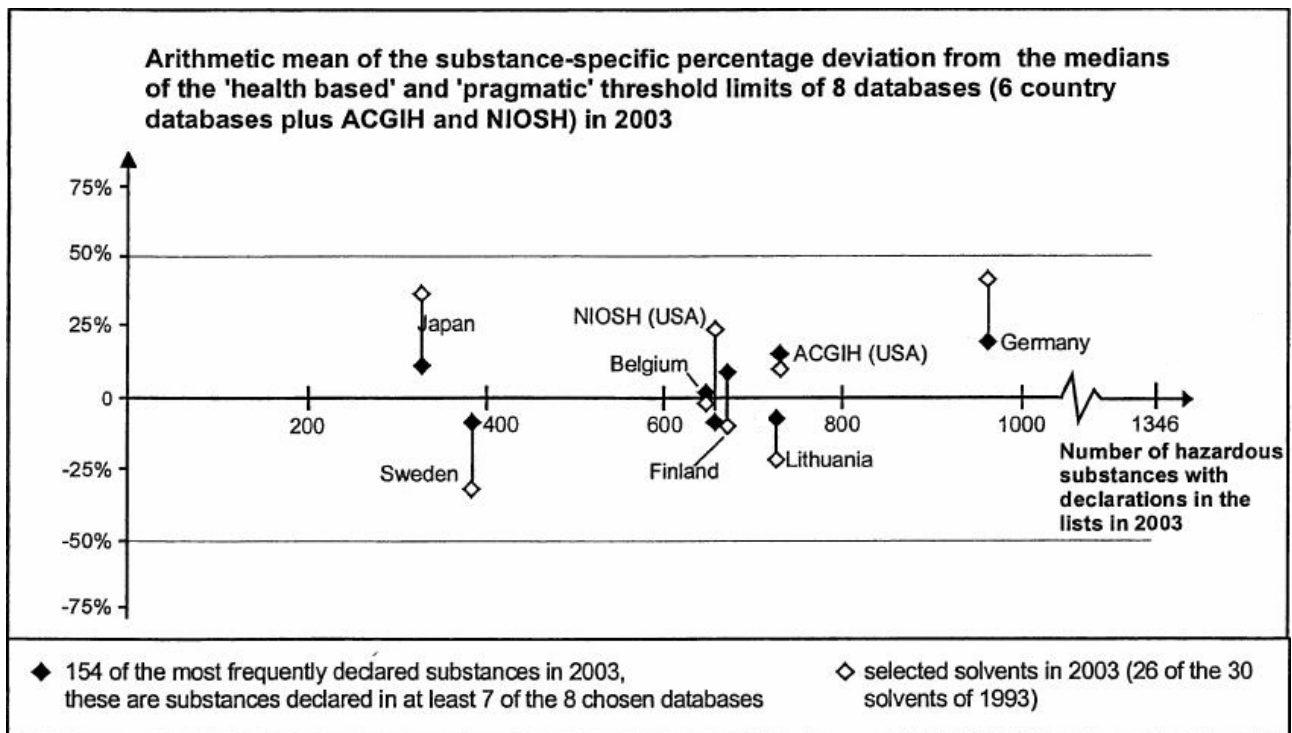 Arithmetic mean of the substance-specific percentage deviation from the medians
of the 'health based' and 'pragmatic' threshold limits of 8 databases (6 country
databases plus ACGIH and NIOSH) in 2003
75%
50%
25%
0
-25%
-50%
-75%
Japan
NIOSH (USA)
Belgium
ACGIH (USA)
Germany
200
400
600
800
1000
1346
Sweden
Finland
Lithuania
Number of hazardous
substances with
declarations in the
lists in 2003
154 of the most frequently declared substances in 2003,
these are substances declared in at least 7 of the 8 chosen databases
selected solvents in 2003 (26 of the 30
solvents of 1993)